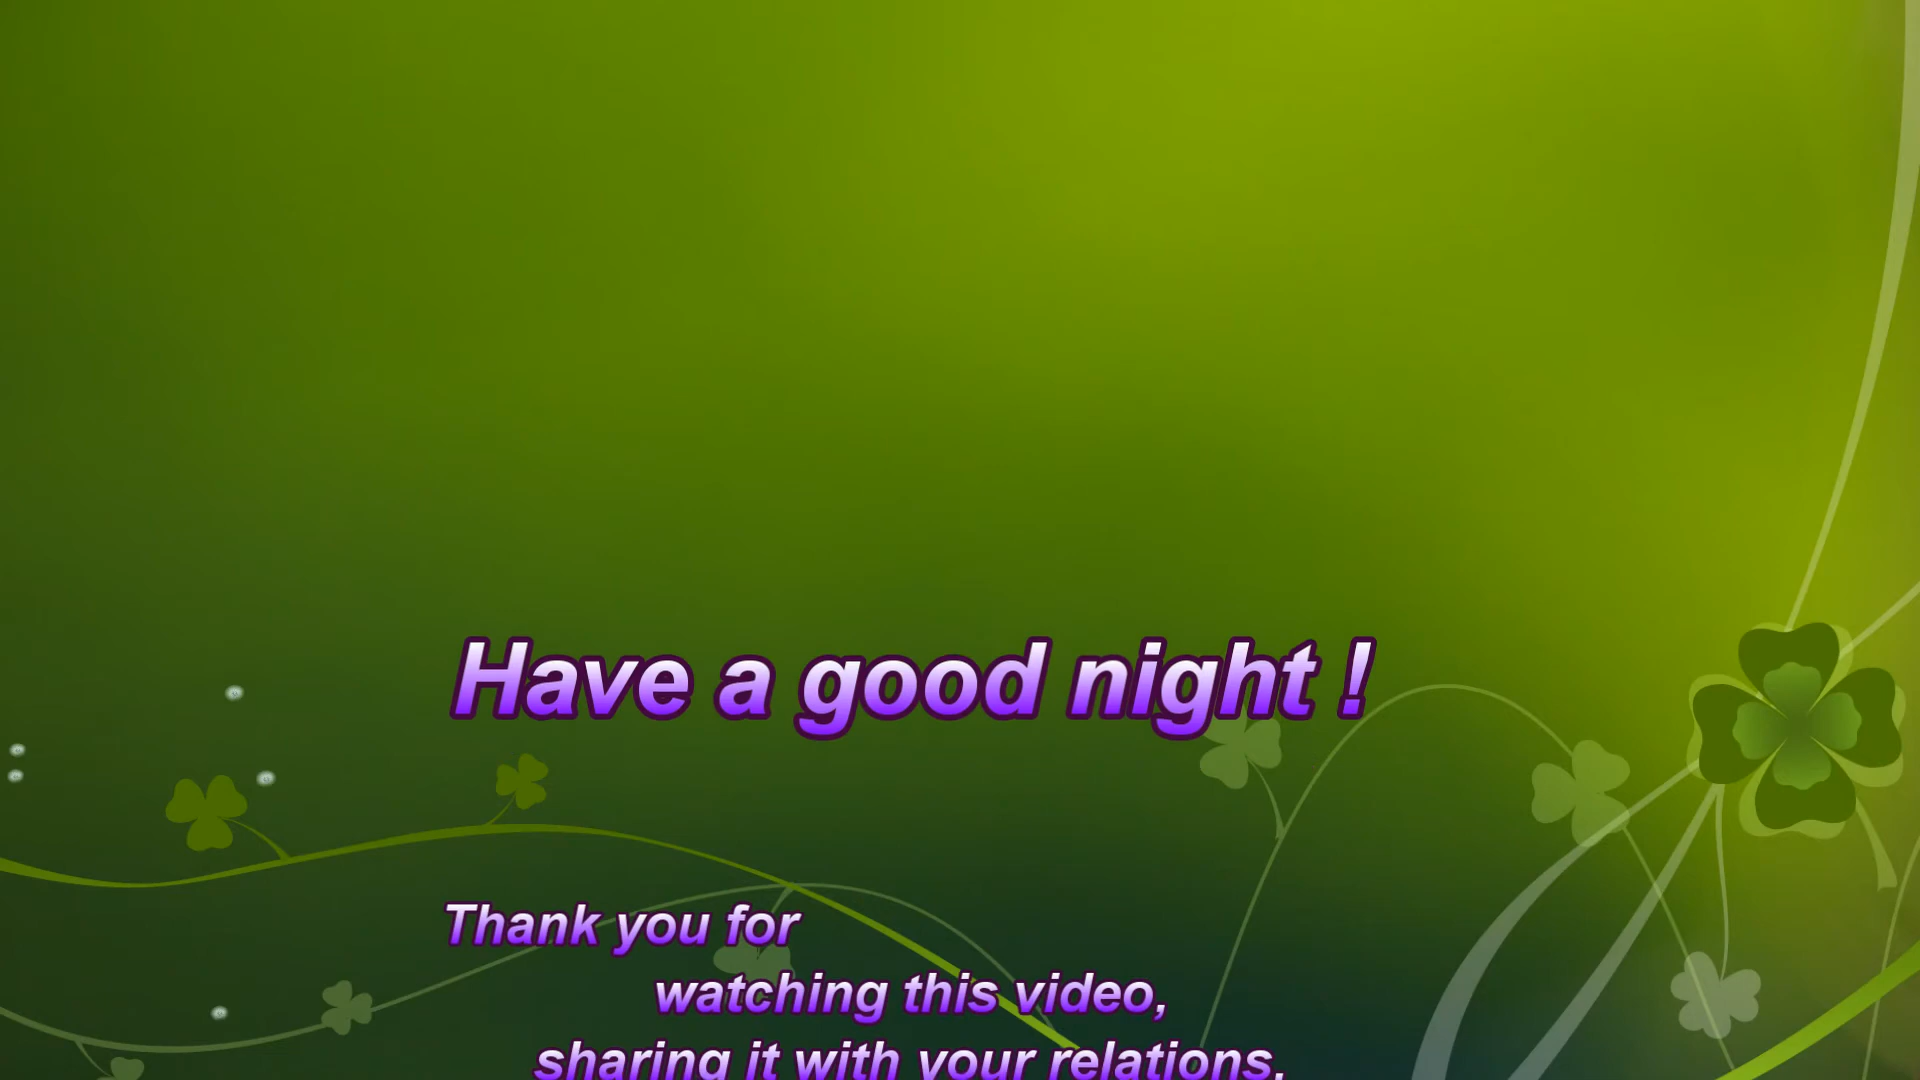 Have a good night !
Thank you for
watching this video,
sharing it with your relations,